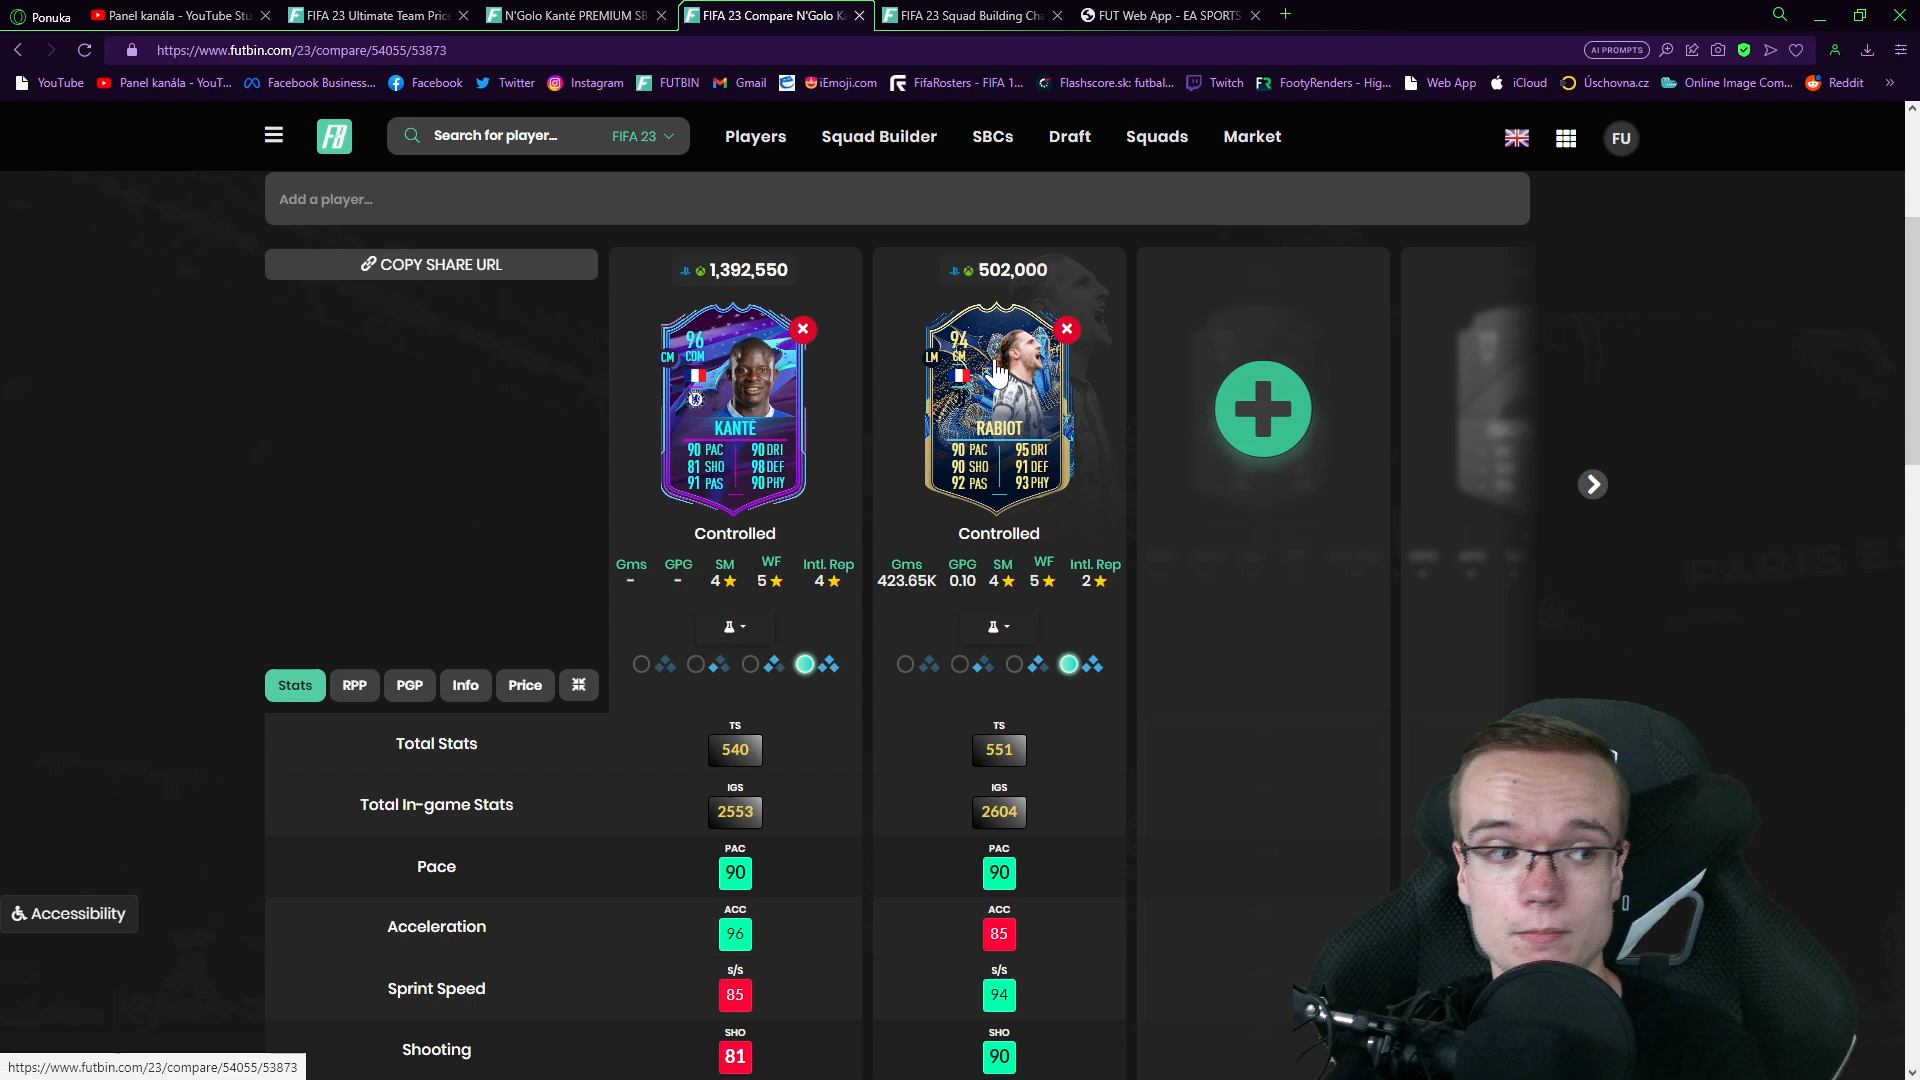 Ponuka
Panel kanála - YouTube Stu
FIFA 23 Ultimate Team Pric
N'Golo Kanté PREMIUM SB
FIFA 23 Compare N'Golo Ka
FIFA 23 Squad Building Cha
FUT Web App - EA SPORTS
https://www.futbin.com/23/compare/54055/53873
AI PROMPTS
YouTube
Panel kanála - YouT...
Facebook Business...
Facebook
Twitter
Instagram
FUTBIN
Gmail
iEmoji.com
FifaRosters - FIFA 1...
Flashscore.sk: futbal...
Twitch
FootyRenders - Hig...
Web App
iCloud
Úschovna.cz
Online Image Com...
Reddit
FB
Search for player...
FIFA 23
Players
Squad Builder
SBCs
Draft
Squads
Market
FU
Add a player...
COPY SHARE URL
1,392,550
502,000
96
CM CDM
KANTÉ
90 PAC 90 DRI
81 SHO 98 DEF
91 PAS 90 PHY
94
LM CM
RABIOT
90 PAC 95 DRI
90 SHO 91 DEF
92 PAS 93 PHY
Controlled
Controlled
Gms GPG SM WF Intl. Rep
- - 4 5 4
Gms GPG SM WF Intl. Rep
423.65K 0.10 4 5 2
Stats RPP PGP Info Price
TS TS
Total Stats 540 551
IGS IGS
Total In-game Stats 2553 2604
PAC PAC
Pace 90 90
ACC ACC
Acceleration 96 85
S/S S/S
Sprint Speed 85 94
SHO SHO
Shooting 81 90
Accessibility
https://www.futbin.com/23/compare/54055/53873